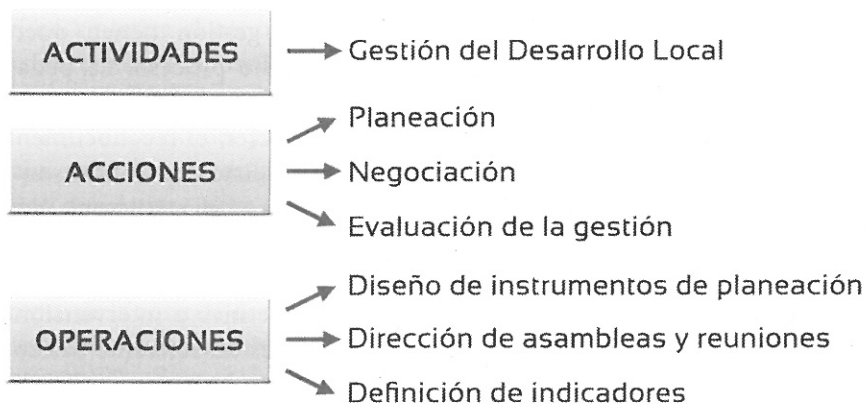 ACTIVIDADES
Gestión del Desarrollo Local
ACCIONES
Planeación
Negociación
Evaluación de la gestión
OPERACIONES
Diseño de instrumentos de planeación
Dirección de asambleas y reuniones
Definición de indicadores